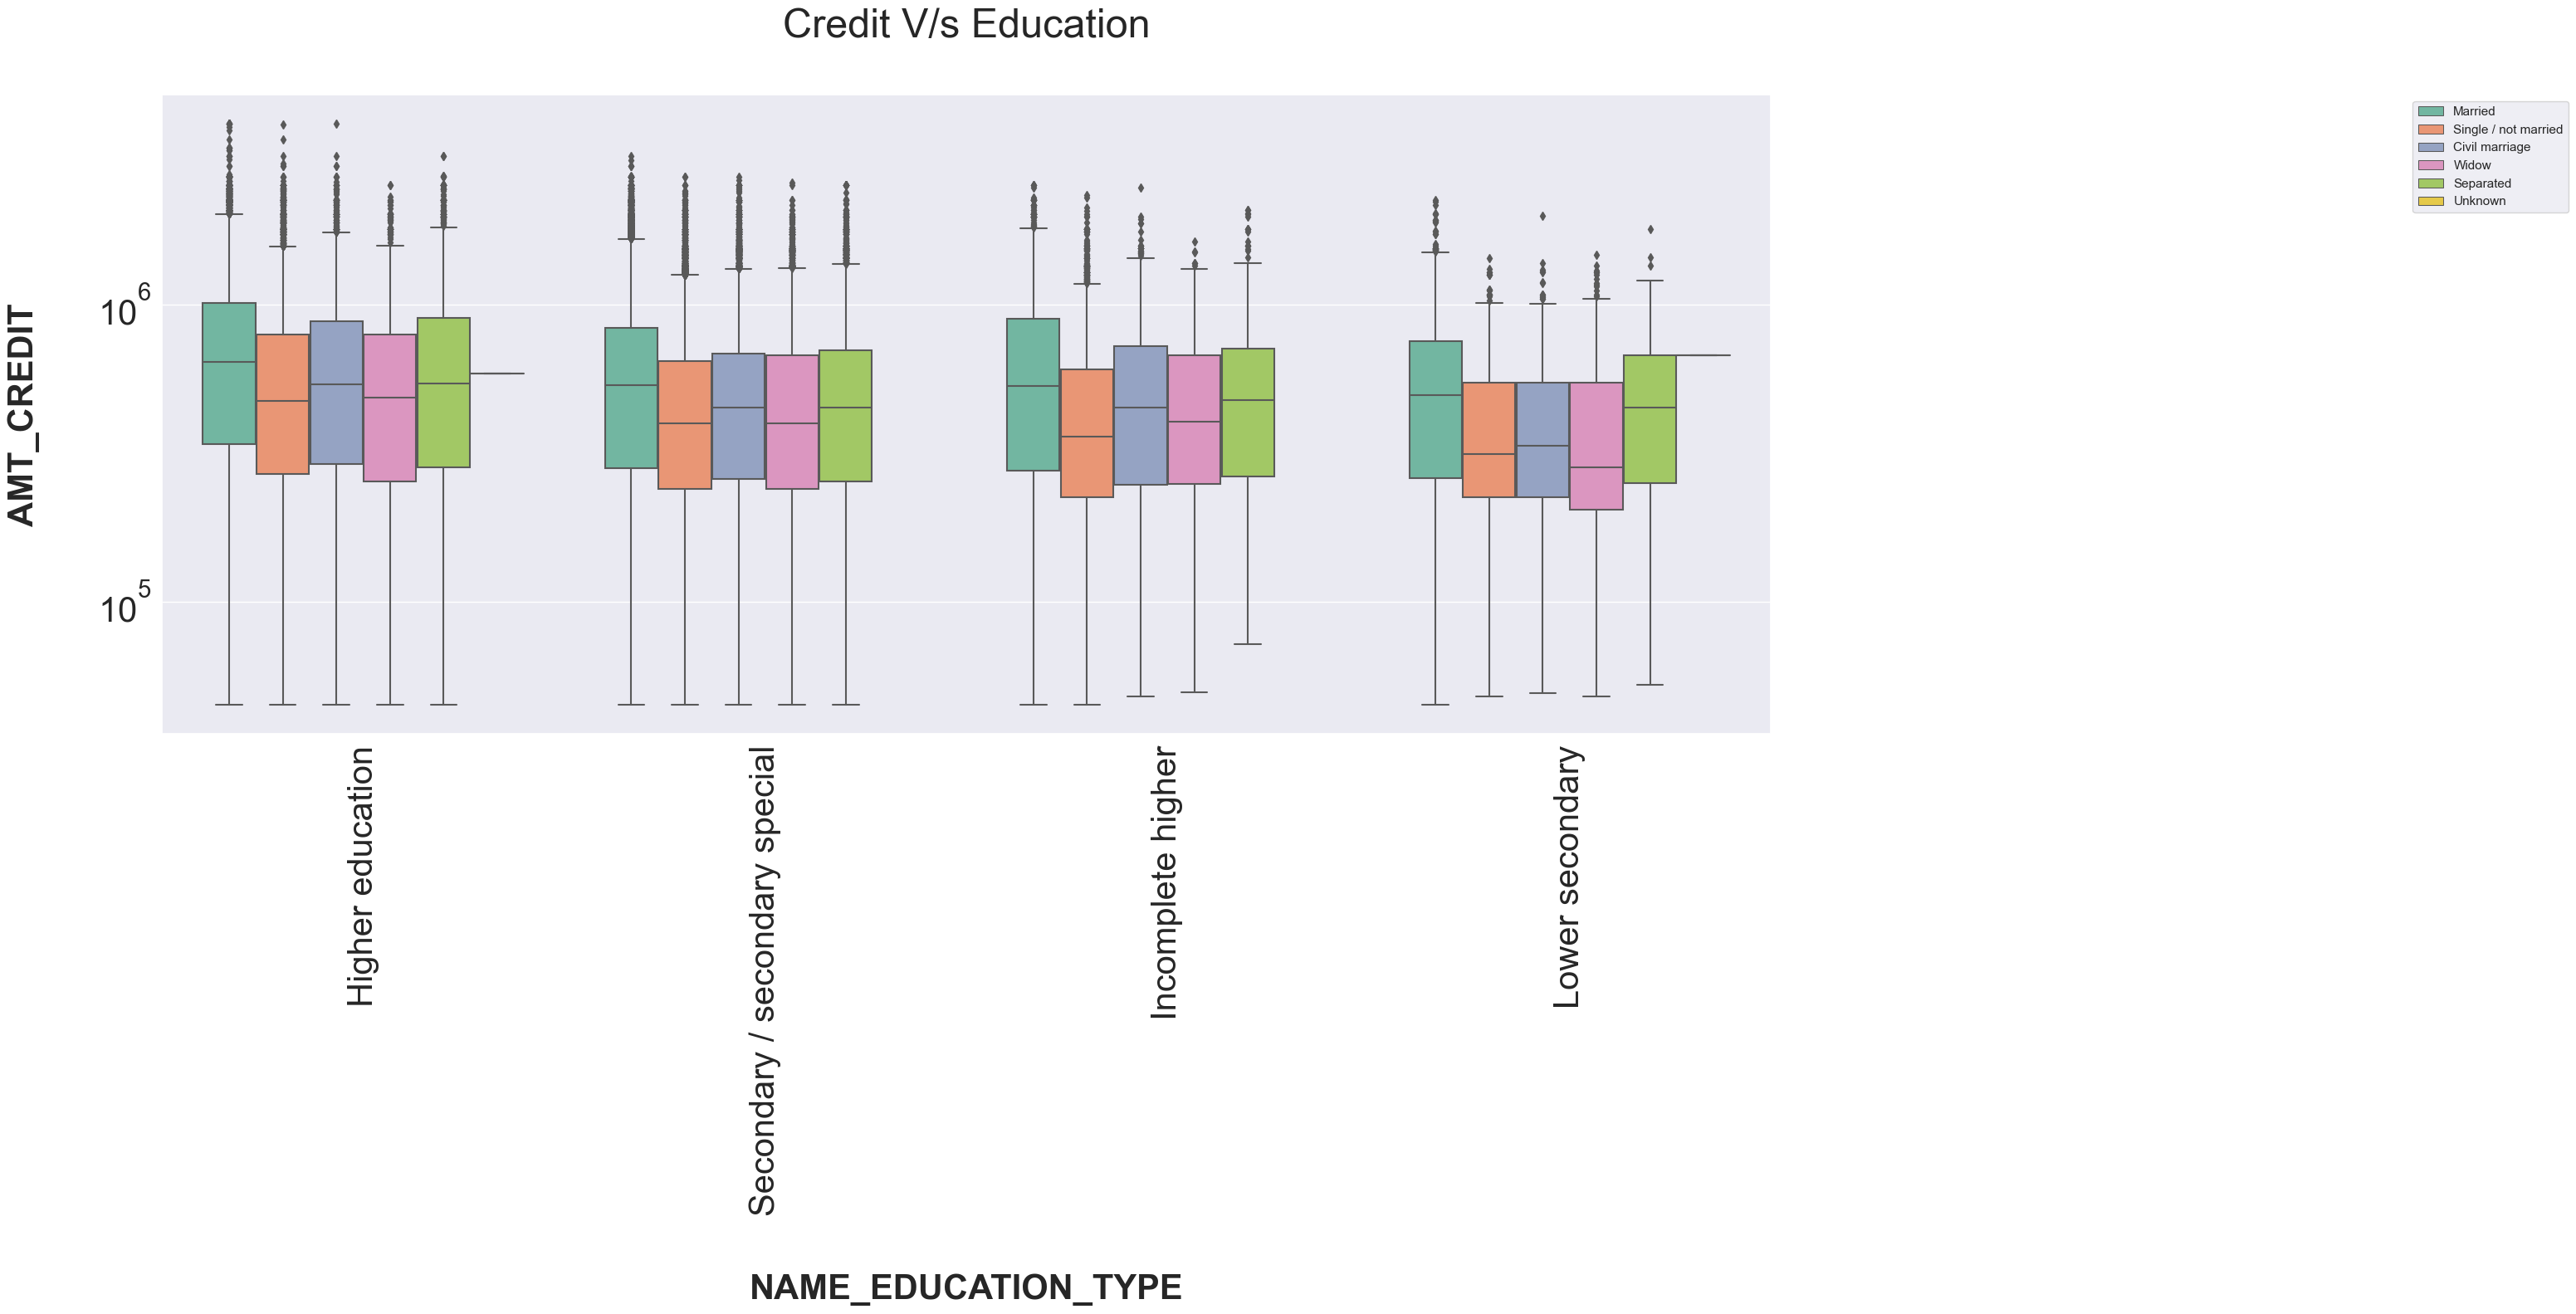 Credit V/s Education
Married
Single / not married
Civil marriage
Widow
Separated
Unknown
AMT_CREDIT
10^6
10^5
Higher education
Secondary / secondary special
Incomplete higher
Lower secondary
NAME_EDUCATION_TYPE